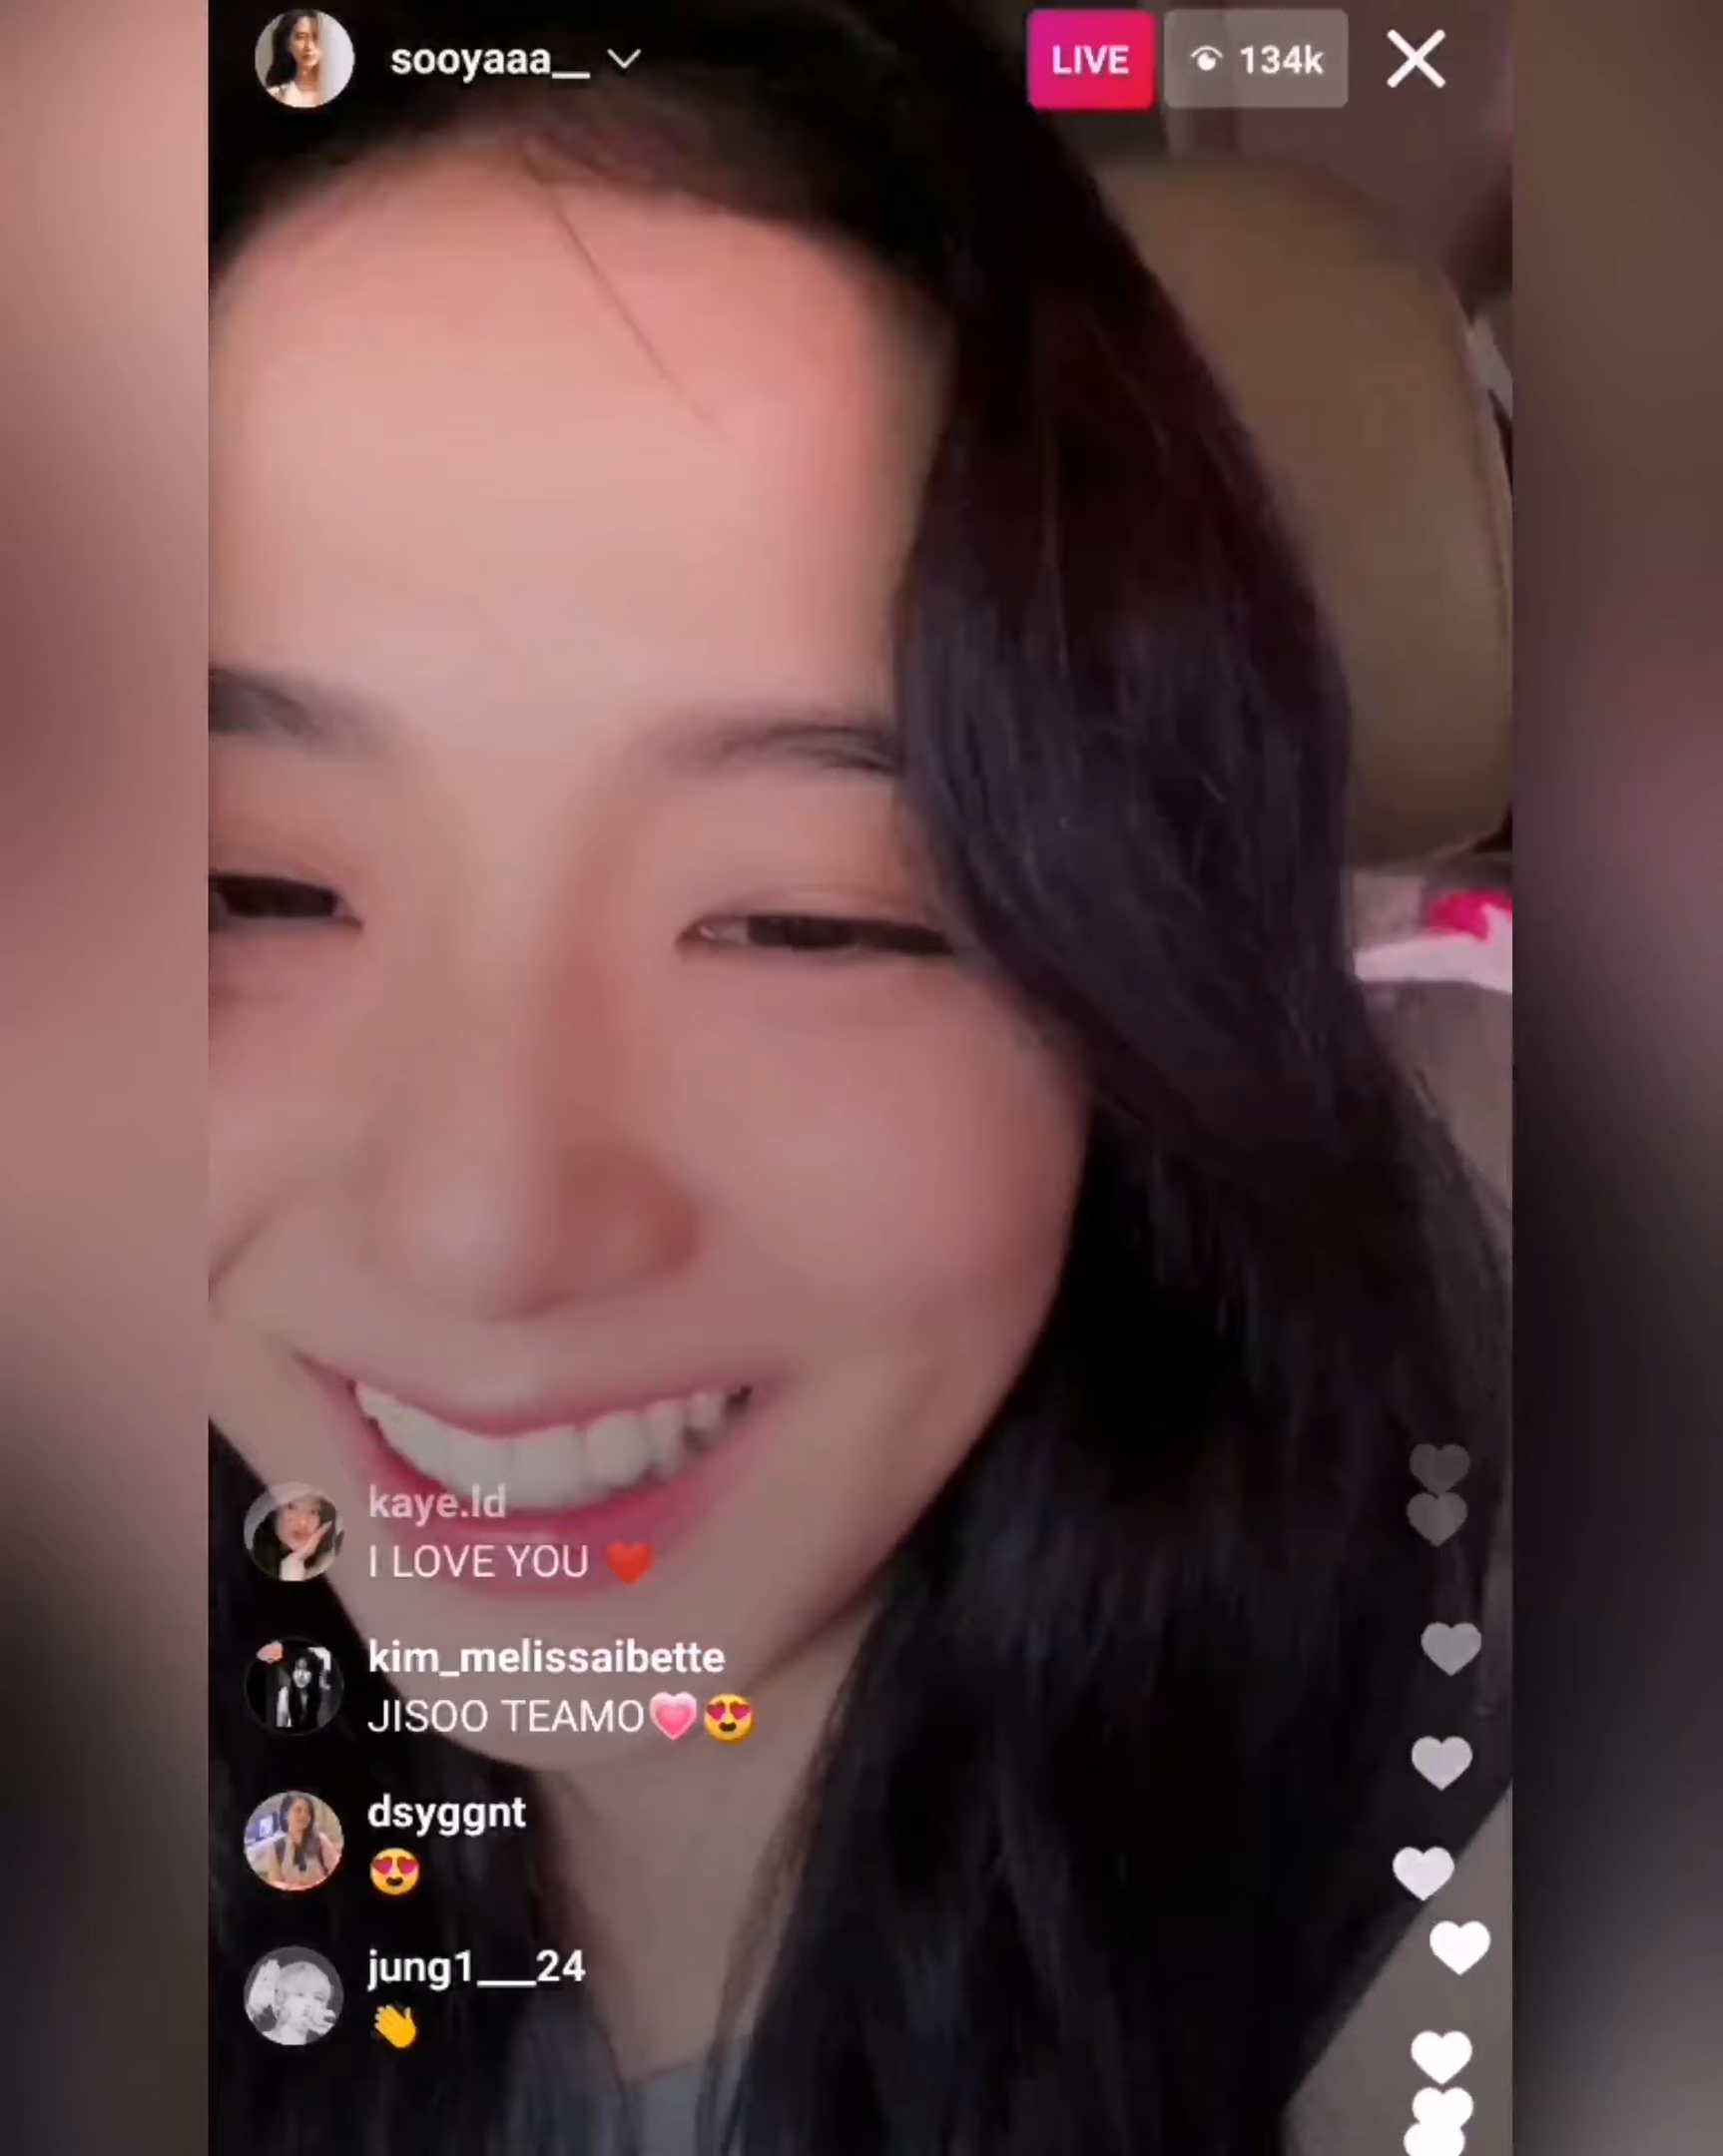 sooyaaa__
LIVE
134k
kaye.ld
I LOVE YOU ❤️
kim_melissaibette
JISOO TEAMO💗😍
dsyggnt
😍
jung1___24
👏